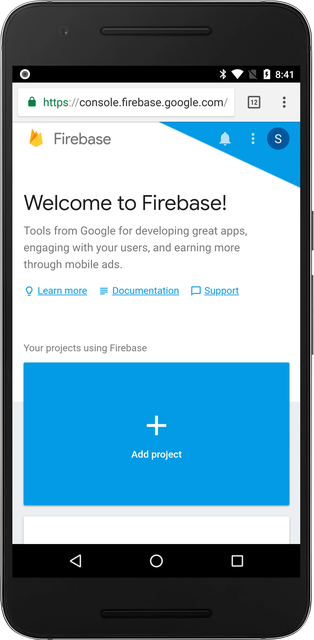 8:41
https://console.firebase.google.com/
12
Firebase
S
Welcome to Firebase!
Tools from Google for developing great apps,
engaging with your users, and earning more
through mobile ads.
Learn more Documentation Support
Your projects using Firebase
Add project